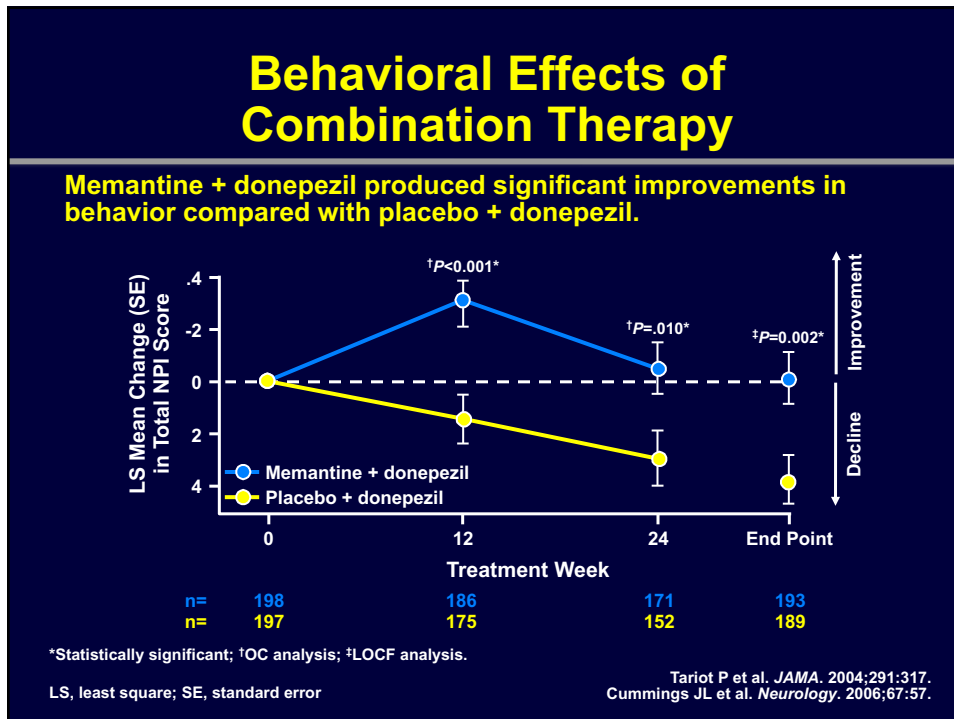 Behavioral Effects of
Combination Therapy
Memantine + donepezil produced significant improvements in
behavior compared with placebo + donepezil.
LS Mean Change (SE)
in Total NPI Score
.4
-2
0
2
4
†P<0.001*
†P=.010*
‡P=0.002*
Improvement
Decline
Memantine + donepezil
Placebo + donepezil
0 12 24 End Point
Treatment Week
n= 198 186 171 193
n= 197 175 152 189
*Statistically significant; †OC analysis; ‡LOCF analysis.
LS, least square; SE, standard error
Tariot P et al. JAMA. 2004;291:317.
Cummings JL et al. Neurology. 2006;67:57.